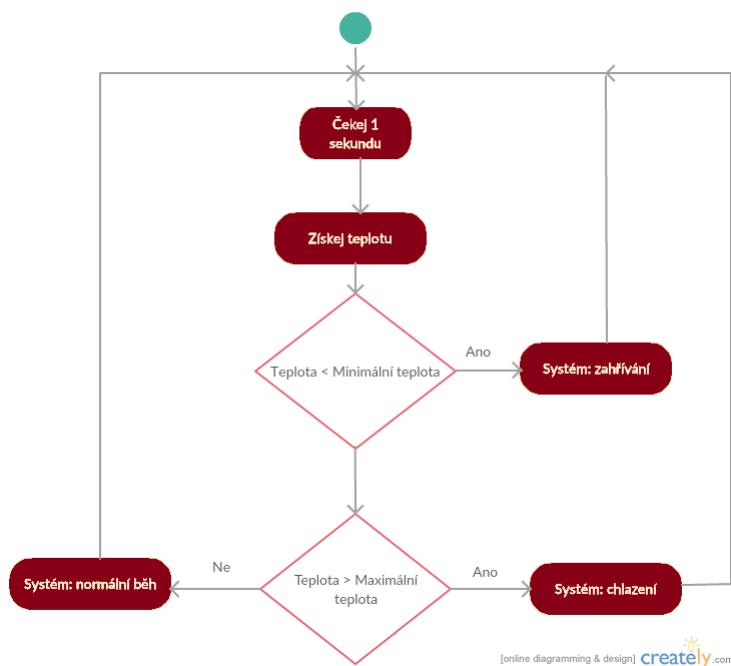 Čekej 1
sekundu
Získej teplotu
Teplota < Minimální teplota
Ano
Systém: zahřívání
Teplota > Maximální
teplota
Ne
Systém: normální běh
Ano
Systém: chlazení
[online diagramming & design] creately.com